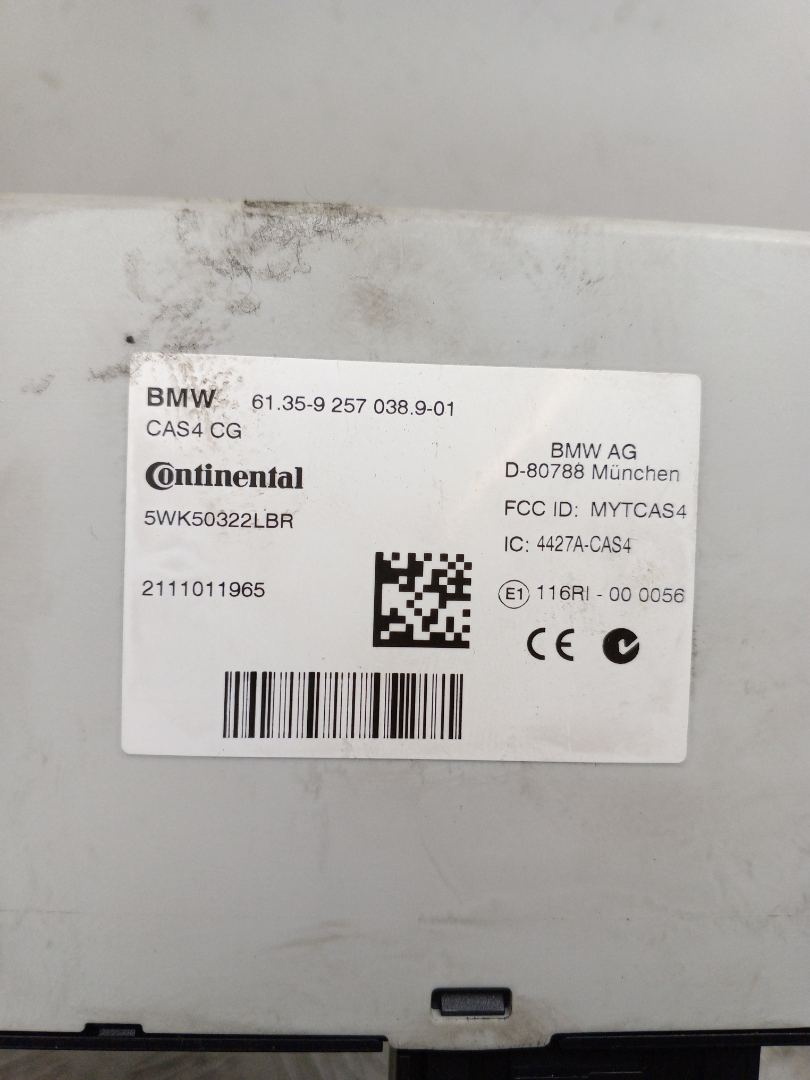 BMW 61.35-9 257 038.9-01
CAS4 CG
Continental
5WK50322LBR
2111011965
BMW AG
D-80788 München
FCC ID: MYTCAS4
IC: 4427A-CAS4
E1 116RI - 00 0056
CE